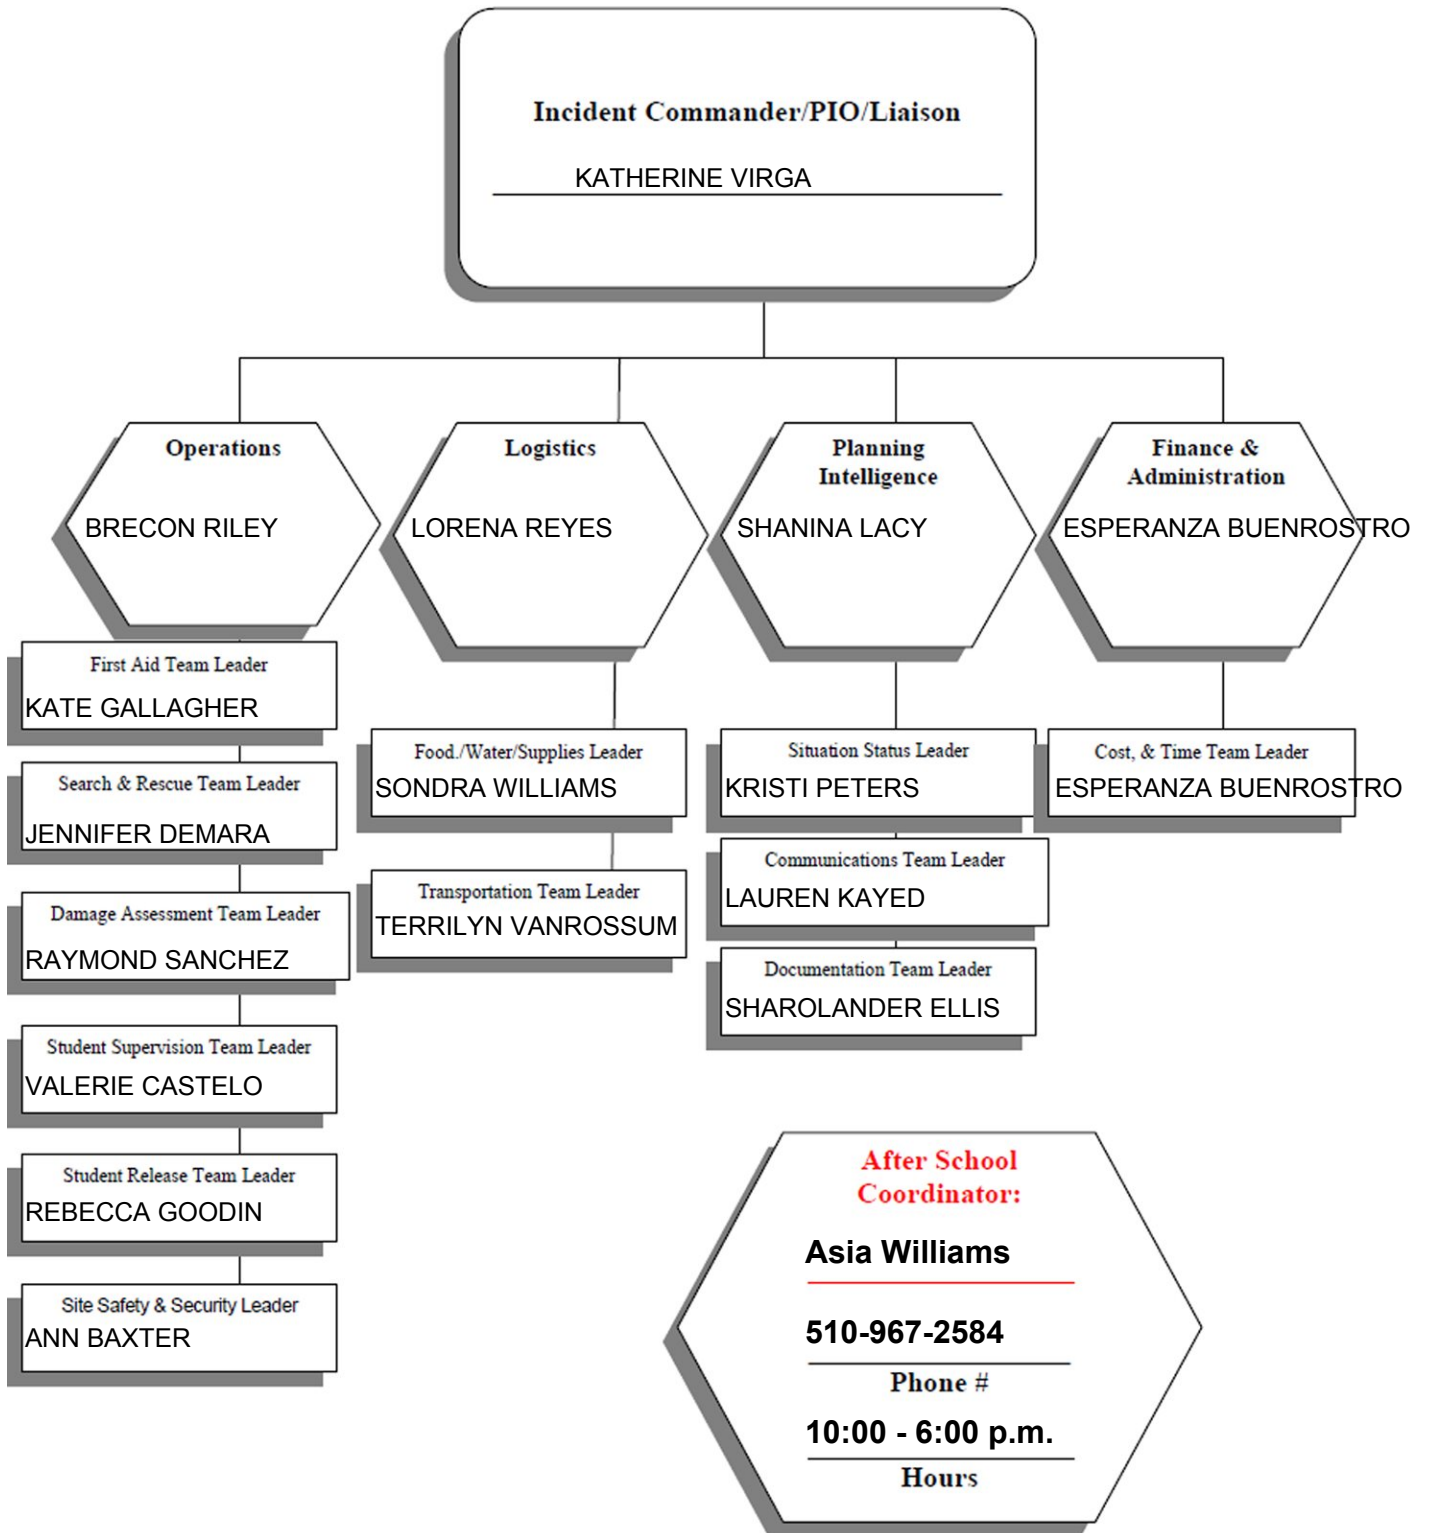 Incident Commander/PIO/Liaison
KATHERINE VIRGA
Operations
BRECON RILEY
First Aid Team Leader
KATE GALLAGHER
Search & Rescue Team Leader
JENNIFER DEMARA
Damage Assessment Team Leader
RAYMOND SANCHEZ
Student Supervision Team Leader
VALERIE CASTELO
Student Release Team Leader
REBECCA GOODIN
Site Safety & Security Leader
ANN BAXTER
Logistics
LORENA REYES
Food./Water/Supplies Leader
SONDRA WILLIAMS
Transportation Team Leader
TERRILYN VANROSSUM
Planning
Intelligence
SHANINA LACY
Situation Status Leader
KRISTI PETERS
Communications Team Leader
LAUREN KAYED
Documentation Team Leader
SHAROLANDER ELLIS
Finance &
Administration
ESPERANZA BUENROSTRO
Cost, & Time Team Leader
ESPERANZA BUENROSTRO
After School
Coordinator:
Asia Williams
510-967-2584
Phone #
10:00 - 6:00 p.m.
Hours